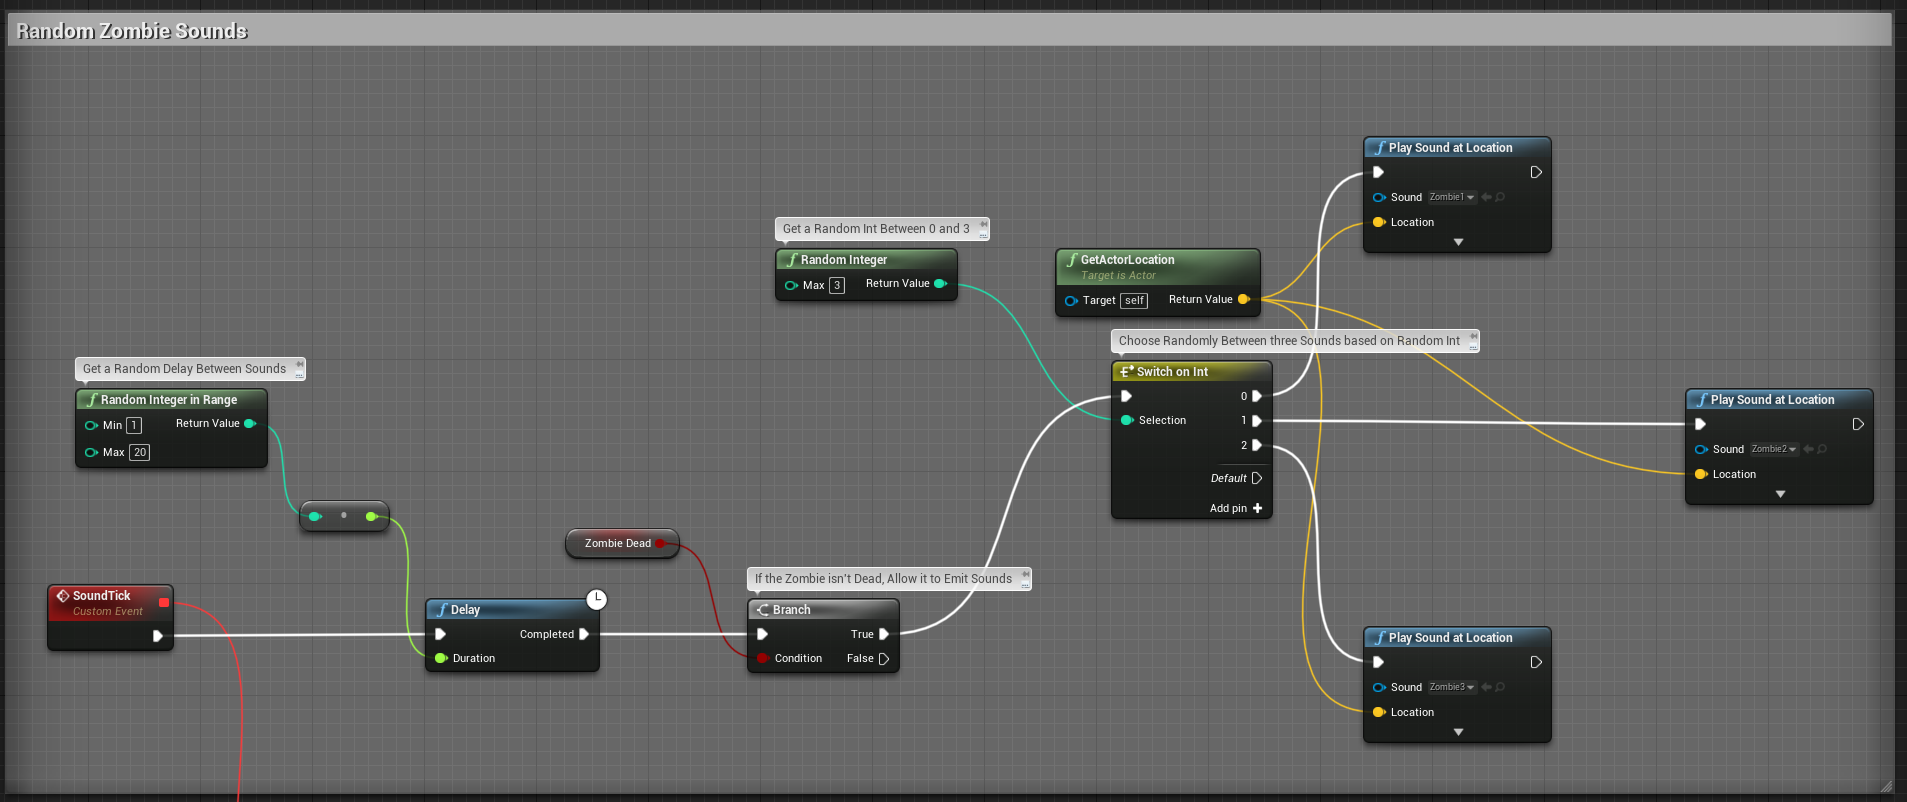 Random Zombie Sounds
Get a Random Delay Between Sounds
Random Integer in Range
Min 1
Return Value
Max 20
SoundTick
Custom Event
Delay
Completed
Duration
Zombie Dead
If the Zombie isn't Dead, Allow it to Emit Sounds
Branch
True
Condition
False
Get a Random Int Between 0 and 3
Random Integer
Max 3
Return Value
GetActorLocation
Target is Actor
Target self
Return Value
Choose Randomly Between three Sounds based on Random Int
Switch on Int
0
Selection
1
2
Default
Add pin
Play Sound at Location
Sound Zombie1
Location
Play Sound at Location
Sound Zombie2
Location
Play Sound at Location
Sound Zombie3
Location